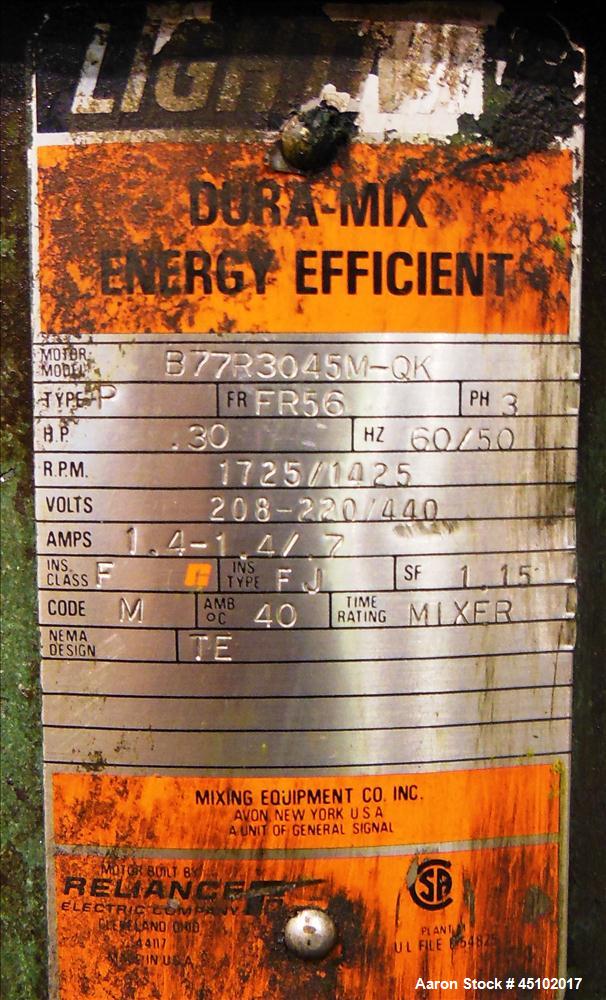 DURA-MIX
ENERGY EFFICIENT
MOTOR MODEL B77R3045M-QK
TYPE P FR FR56 PH 3
H.P. .30 HZ 60/50
R.P.M. 1725/1425
VOLTS 208-220/440
AMPS 1.4-1.4/.7
INS. CLASS F INS TYPE FJ SF 1.15
CODE M AMB °C 40 TIME RATING MIXER
NEMA DESIGN TE
MIXING EQUIPMENT CO. INC.
AVON, NEW YORK U S A
A UNIT OF GENERAL SIGNAL
MOTOR BUILT BY
RELIANCE
ELECTRIC COMPANY
CLEVELAND OHIO
44117
MADE IN U.S.A.
SA
PLANT
U L FILE
Aaron Stock # 45102017